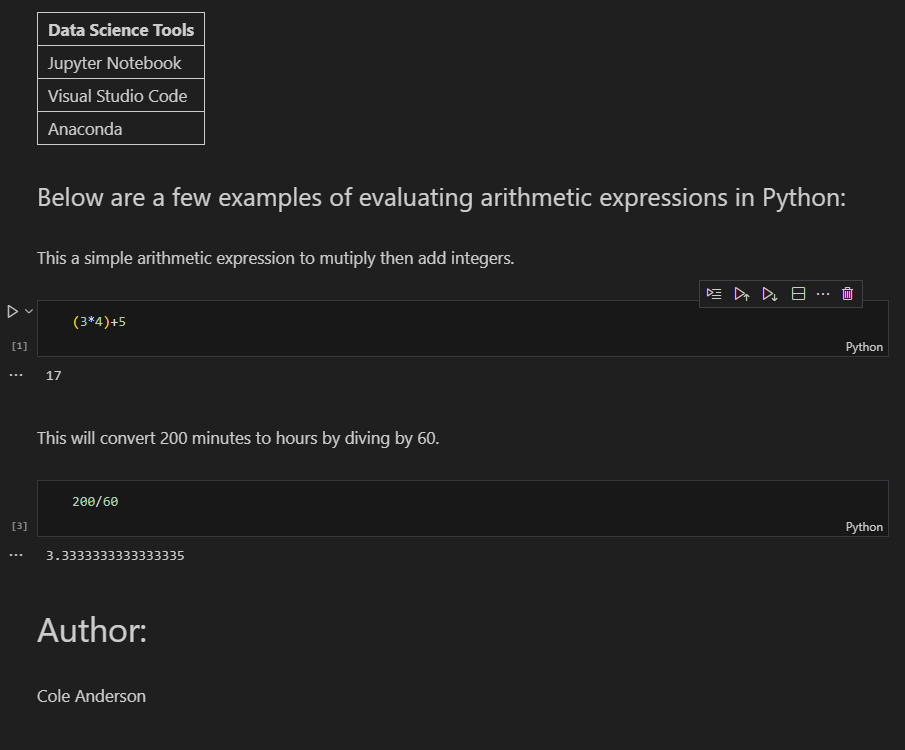 Data Science Tools
Jupyter Notebook
Visual Studio Code
Anaconda
Below are a few examples of evaluating arithmetic expressions in Python:
This a simple arithmetic expression to mutiply then add integers.
(3*4)+5
[1]
Python
... 17
This will convert 200 minutes to hours by diving by 60.
200/60
[3]
Python
... 3.3333333333333335
Author:
Cole Anderson